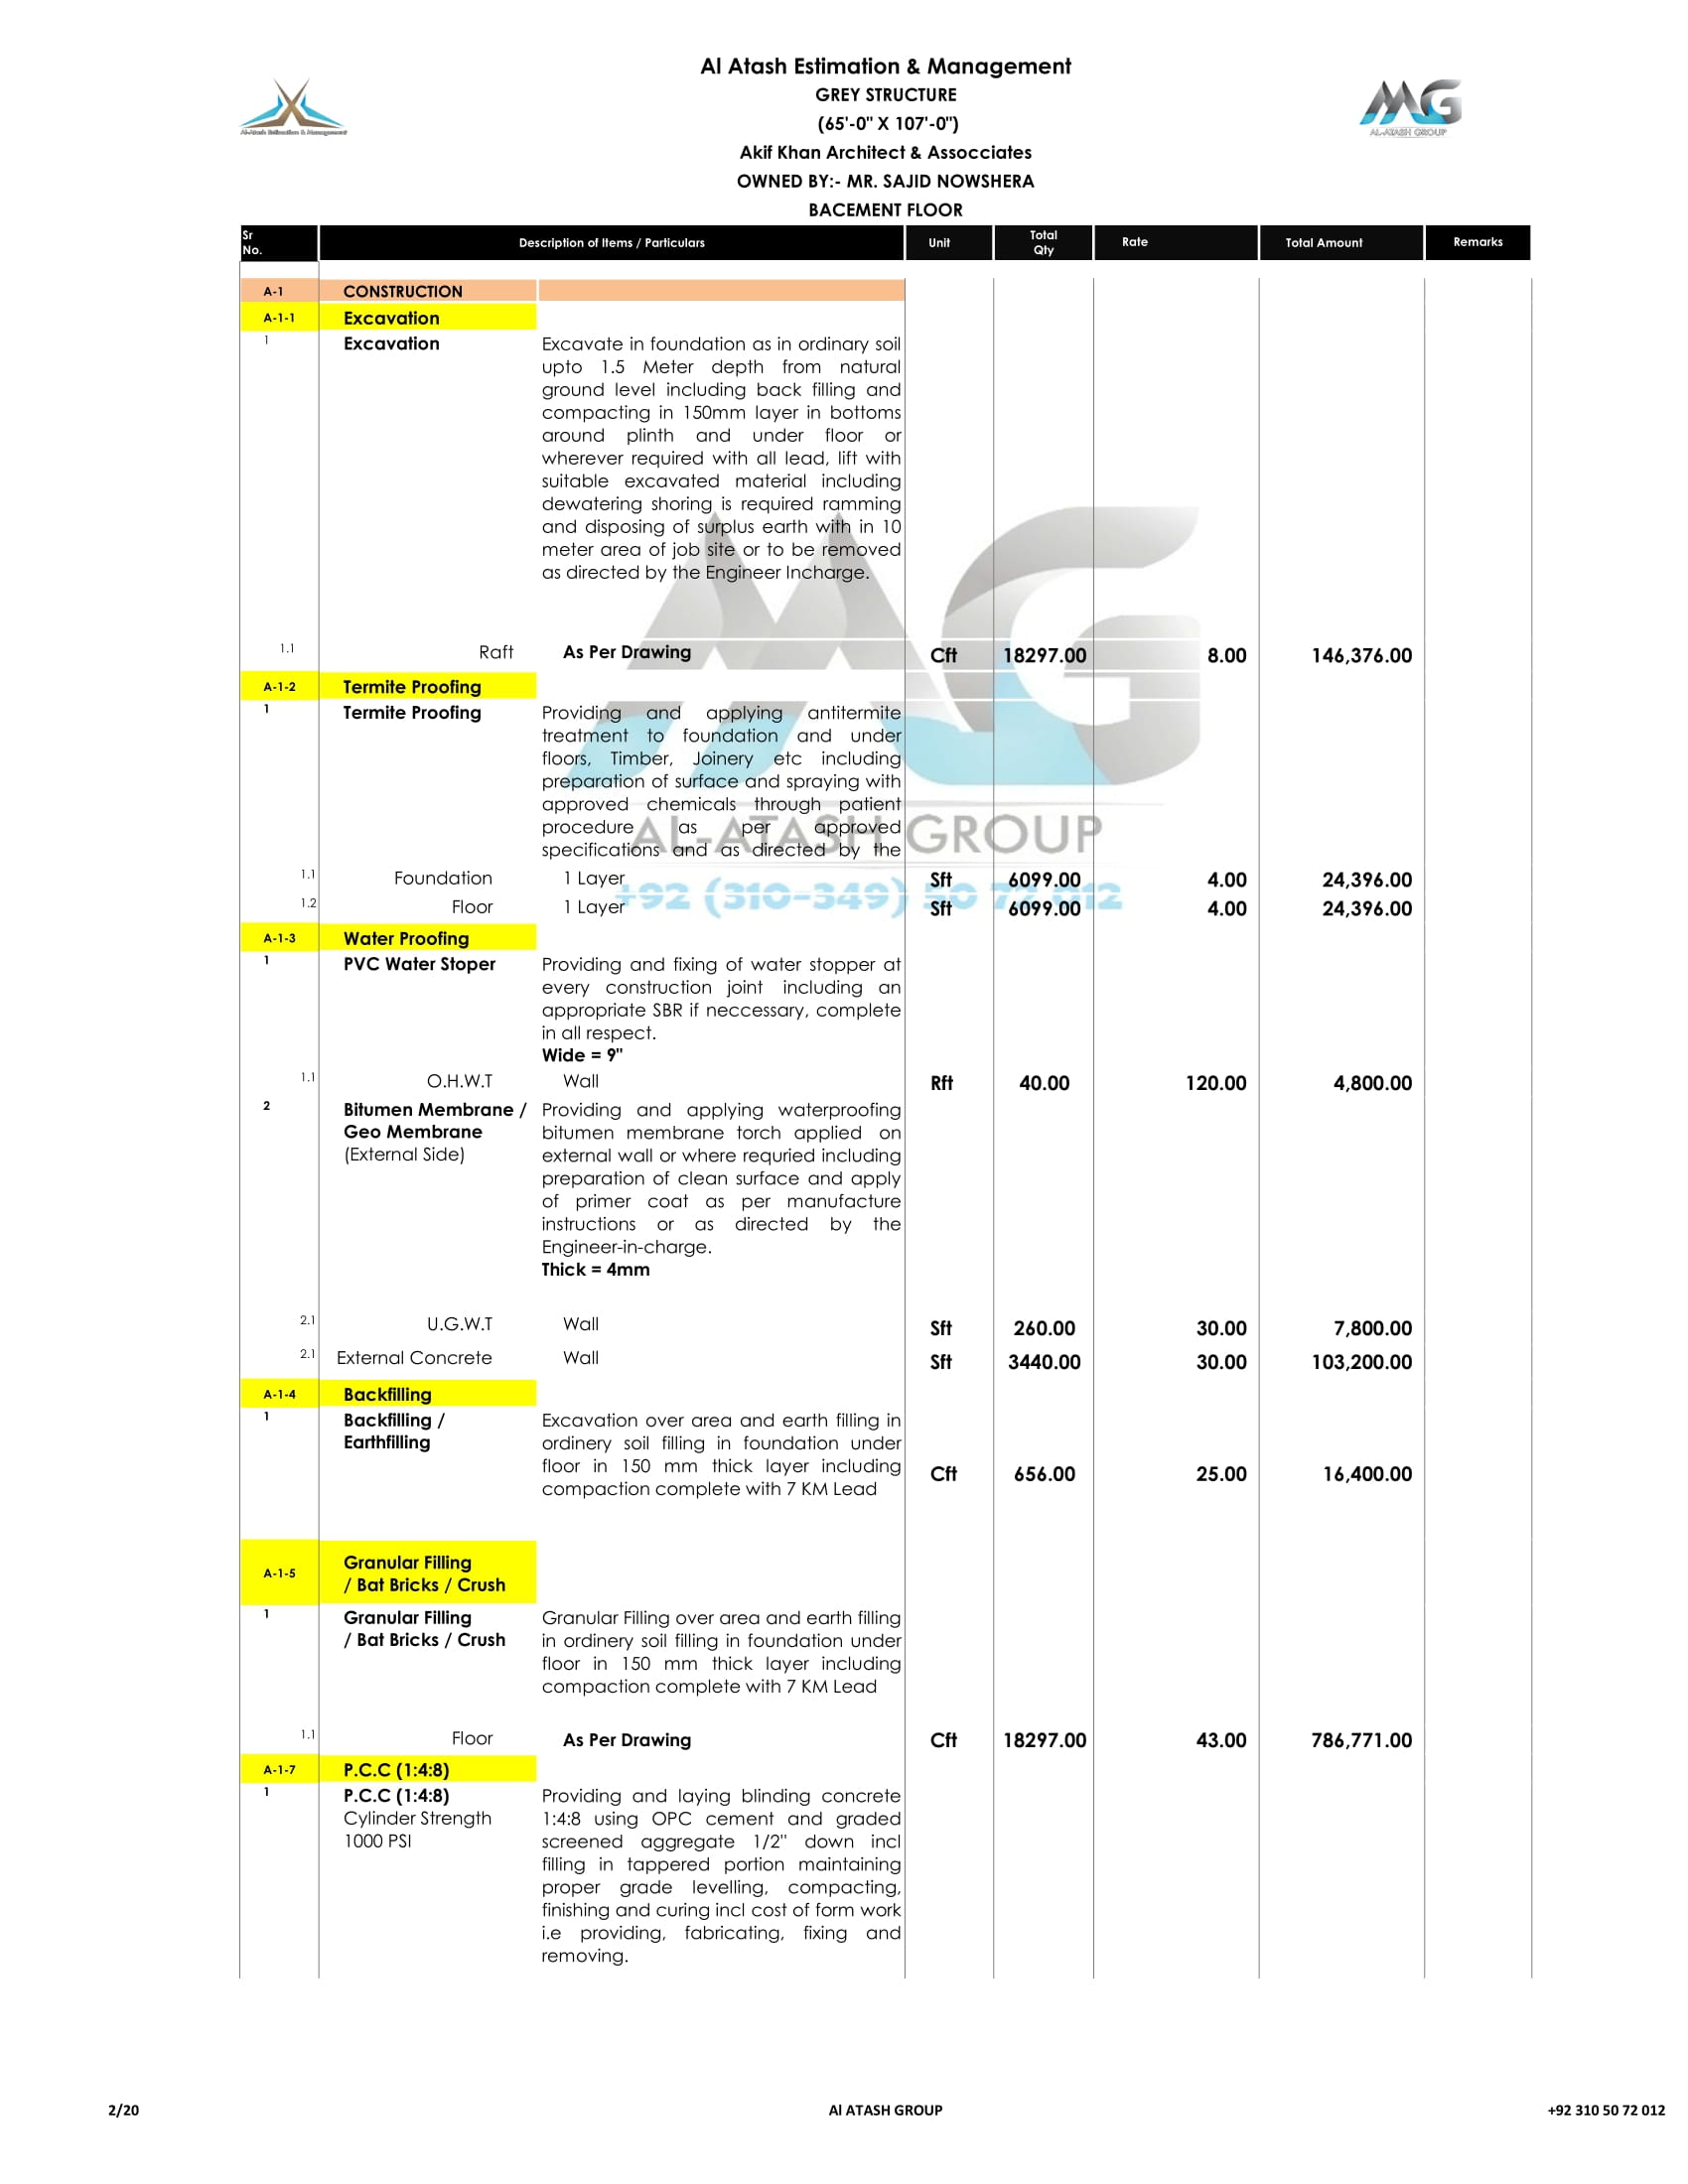 Al Atash Estimation & Management
GREY STRUCTURE
(65'-0" X 107'-0")
Akif Khan Architect & Assocciates
OWNED BY:- MR. SAJID NOWSHERA
BACEMENT FLOOR
Al-Atash Estimation & Management
MG
AL-ATASH GROUP
Sr No. Description of Items / Particulars Unit Total Qty Rate Total Amount Remarks
A-1 CONSTRUCTION
A-1-1 Excavation
1 Excavation Excavate in foundation as in ordinary soil
upto 1.5 Meter depth from natural
ground level including back filling and
compacting in 150mm layer in bottoms
around plinth and under floor or
wherever required with all lead, lift with
suitable excavated material including
dewatering shoring is required ramming
and disposing of surplus earth with in 10
meter area of job site or to be removed
as directed by the Engineer Incharge.
1.1 Raft As Per Drawing Cft 18297.00 8.00 146,376.00
A-1-2 Termite Proofing
1 Termite Proofing Providing and applying antitermite
treatment to foundation and under
floors, Timber, Joinery etc including
preparation of surface and spraying with
approved chemicals through patient
procedure as per approved
specifications and as directed by the
MG
AL-ATASH GROUP
+92 (310-349) 50 72 012
1.1 Foundation 1 Layer Sft 6099.00 4.00 24,396.00
1.2 Floor 1 Layer Sft 6099.00 4.00 24,396.00
A-1-3 Water Proofing
1 PVC Water Stoper Providing and fixing of water stopper at
every construction joint including an
appropriate SBR if neccessary, complete
in all respect.
Wide = 9"
1.1 O.H.W.T Wall Rft 40.00 120.00 4,800.00
2 Bitumen Membrane / Providing and applying waterproofing
Geo Membrane bitumen membrane torch applied on
(External Side) external wall or where requried including
preparation of clean surface and apply
of primer coat as per manufacture
instructions or as directed by the
Engineer-in-charge.
Thick = 4mm
2.1 U.G.W.T Wall Sft 260.00 30.00 7,800.00
2.1 External Concrete Wall Sft 3440.00 30.00 103,200.00
A-1-4 Backfilling
1 Backfilling / Excavation over area and earth filling in
Earthfilling ordinery soil filling in foundation under
floor in 150 mm thick layer including
compaction complete with 7 KM Lead
Cft 656.00 25.00 16,400.00
A-1-5 Granular Filling
/ Bat Bricks / Crush
1 Granular Filling Granular Filling over area and earth filling
/ Bat Bricks / Crush in ordinery soil filling in foundation under
floor in 150 mm thick layer including
compaction complete with 7 KM Lead
1.1 Floor As Per Drawing Cft 18297.00 43.00 786,771.00
A-1-7 P.C.C (1:4:8)
1 P.C.C (1:4:8) Providing and laying blinding concrete
Cylinder Strength 1:4:8 using OPC cement and graded
1000 PSI screened aggregate 1/2" down incl
filling in tappered portion maintaining
proper grade levelling, compacting,
finishing and curing incl cost of form work
i.e providing, fabricating, fixing and
removing.
2/20 Al ATASH GROUP +92 310 50 72 012